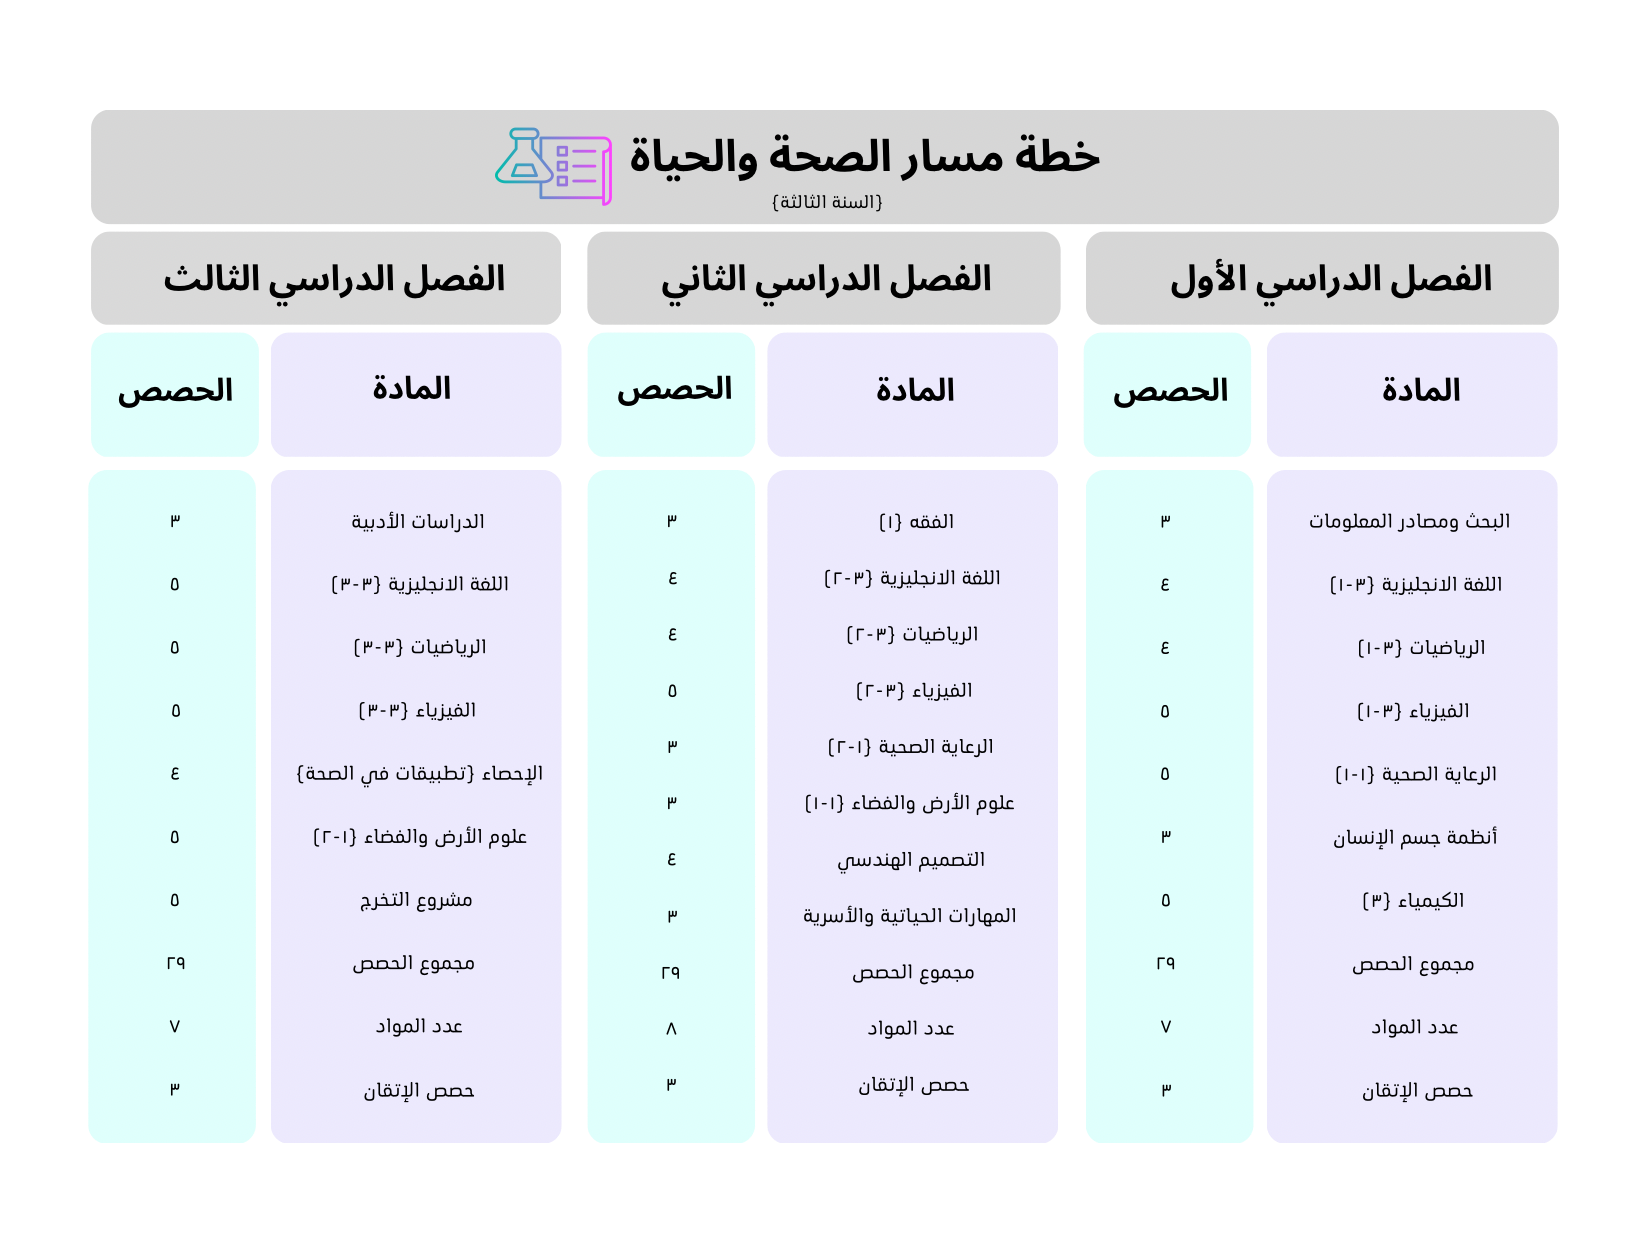 خطة مسار الصحة والحياة
{السنة الثالثة}
الفصل الدراسي الأول
المادة الحصص
البحث ومصادر المعلومات ٣
اللغة الانجليزية {٣-١)
٤
الرياضيات {٣-١)
٤
الفيزياء {٣-١)
٥
الرعاية الصحية {١-١)
٥
أنظمة جسم الإنسان ٣
الكيمياء {٣)
٥
مجموع الحصص ٢٩
عدد المواد ٧
حصص الإتقان ٣
الفصل الدراسي الثاني
المادة الحصص
الفقه {١)
٣
اللغة الانجليزية {٣-٢)
٤
الرياضيات {٣-٢)
٤
الفيزياء {٣-٢)
٥
الرعاية الصحية {١-٢)
٣
علوم الأرض والفضاء {١-١)
٣
التصميم الهندسي ٤
المهارات الحياتية والأسرية ٣
مجموع الحصص ٢٩
عدد المواد ٨
حصص الإتقان ٣
الفصل الدراسي الثالث
المادة الحصص
الدراسات الأدبية ٣
اللغة الانجليزية {٣-٣)
٥
الرياضيات {٣-٣)
٥
الفيزياء {٣-٣)
٥
الإحصاء {تطبيقات في الصحة} ٤
علوم الأرض والفضاء {١-٢)
٥
مشروع التخرج ٥
مجموع الحصص ٢٩
عدد المواد ٧
حصص الإتقان ٣